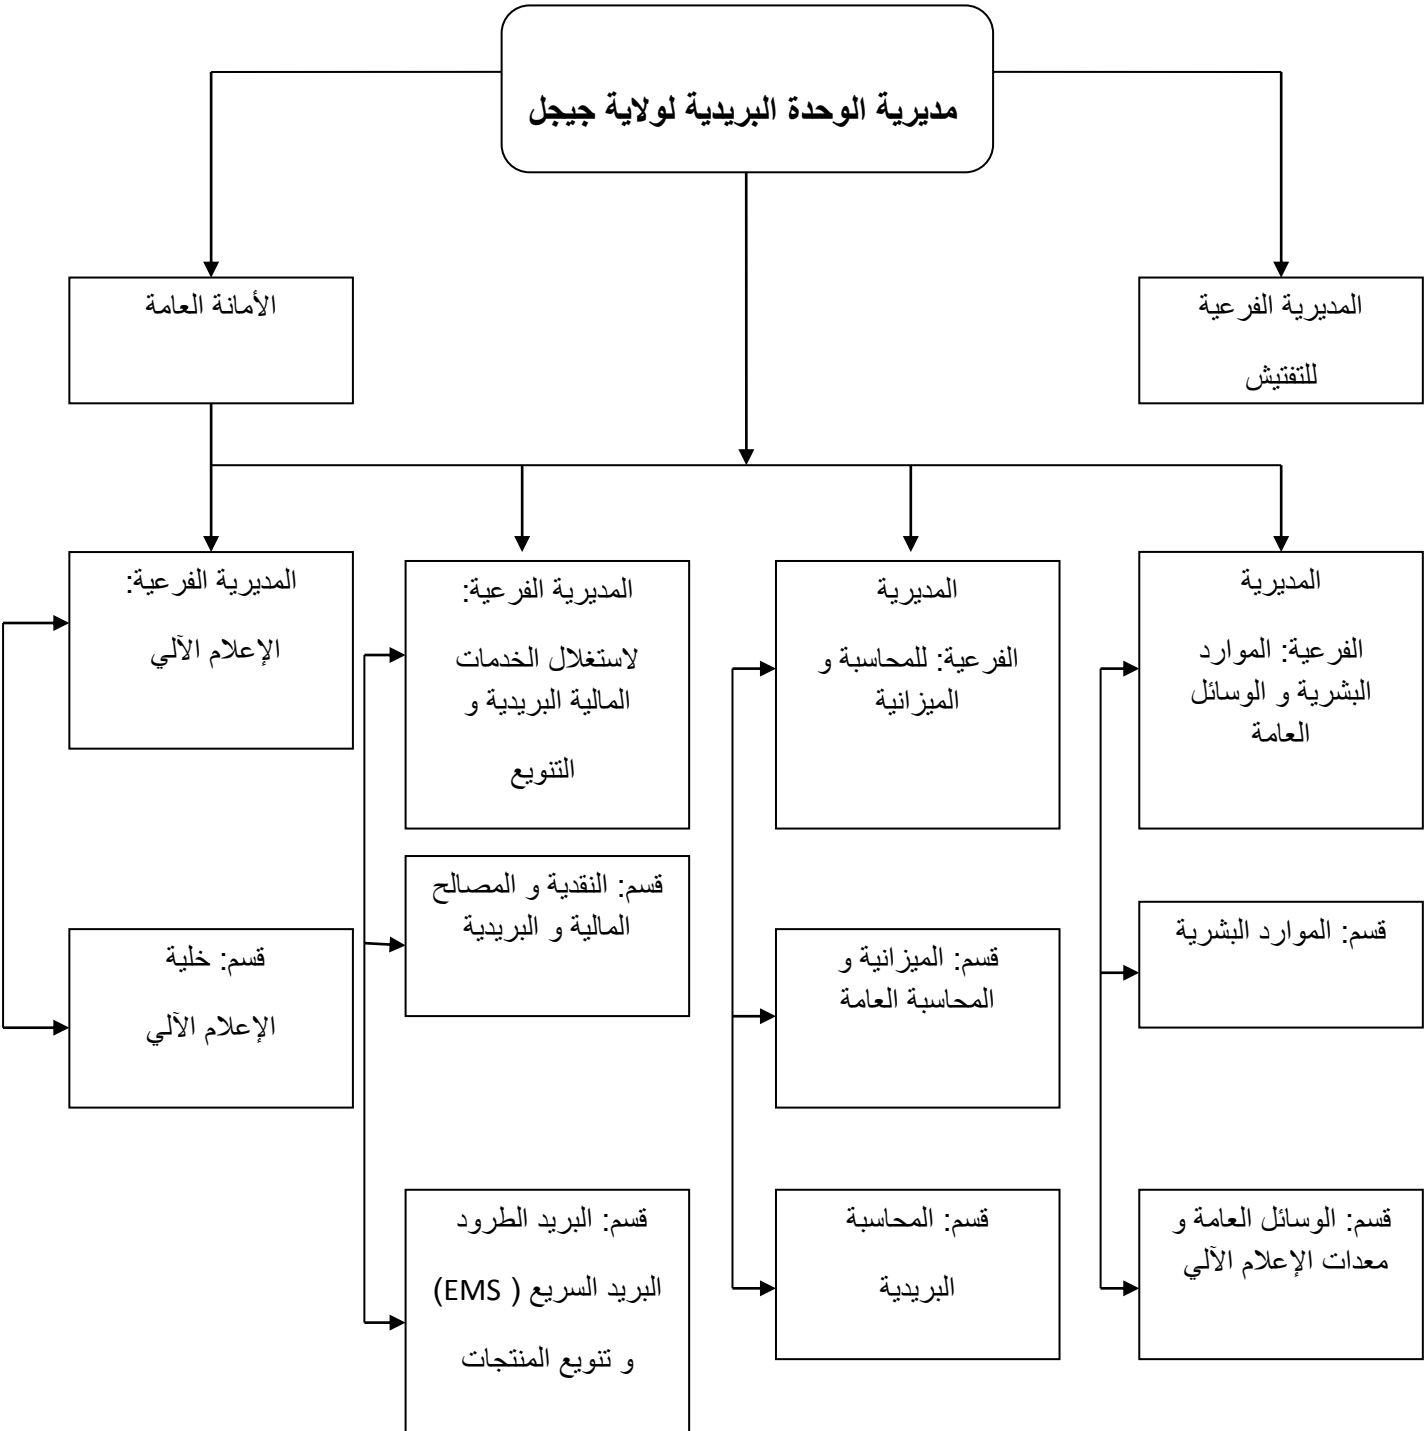 مديرية الوحدة البريدية لولاية جيجل
المديرية الفرعية
للتفتيش
الأمانة العامة
المديرية
الفرعية: الموارد
البشرية و الوسائل
العامة
المديرية
الفرعية: للمحاسبة و
الميزانية
المديرية الفرعية:
لاستغلال الخدمات
المالية البريدية و
التنويع
المديرية الفرعية:
الإعلام الآلي
قسم: الموارد البشرية
قسم: الميزانية و
المحاسبة العامة
قسم: النقدية و المصالح
المالية و البريدية
قسم: خلية
الإعلام الآلي
قسم: الوسائل العامة و
معدات الإعلام الآلي
قسم: المحاسبة
البريدية
قسم: البريد الطرود
البريد السريع ( EMS)
و تنويع المنتجات